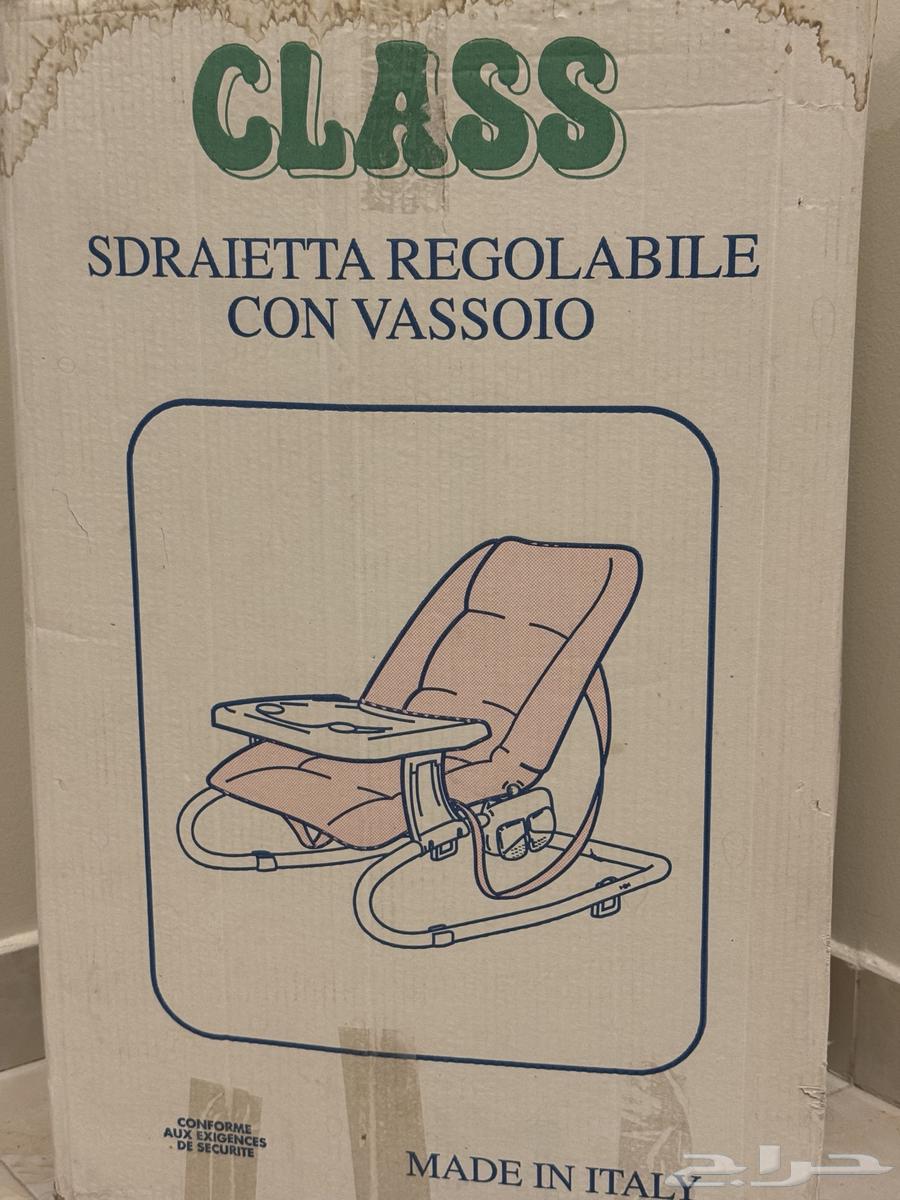 CLASS
SDRAIETTA REGOLABILE
CON VASSOIO
CONFORME
AUX EXIGENCES
DE SECURITE
MADE IN ITALY
حراج